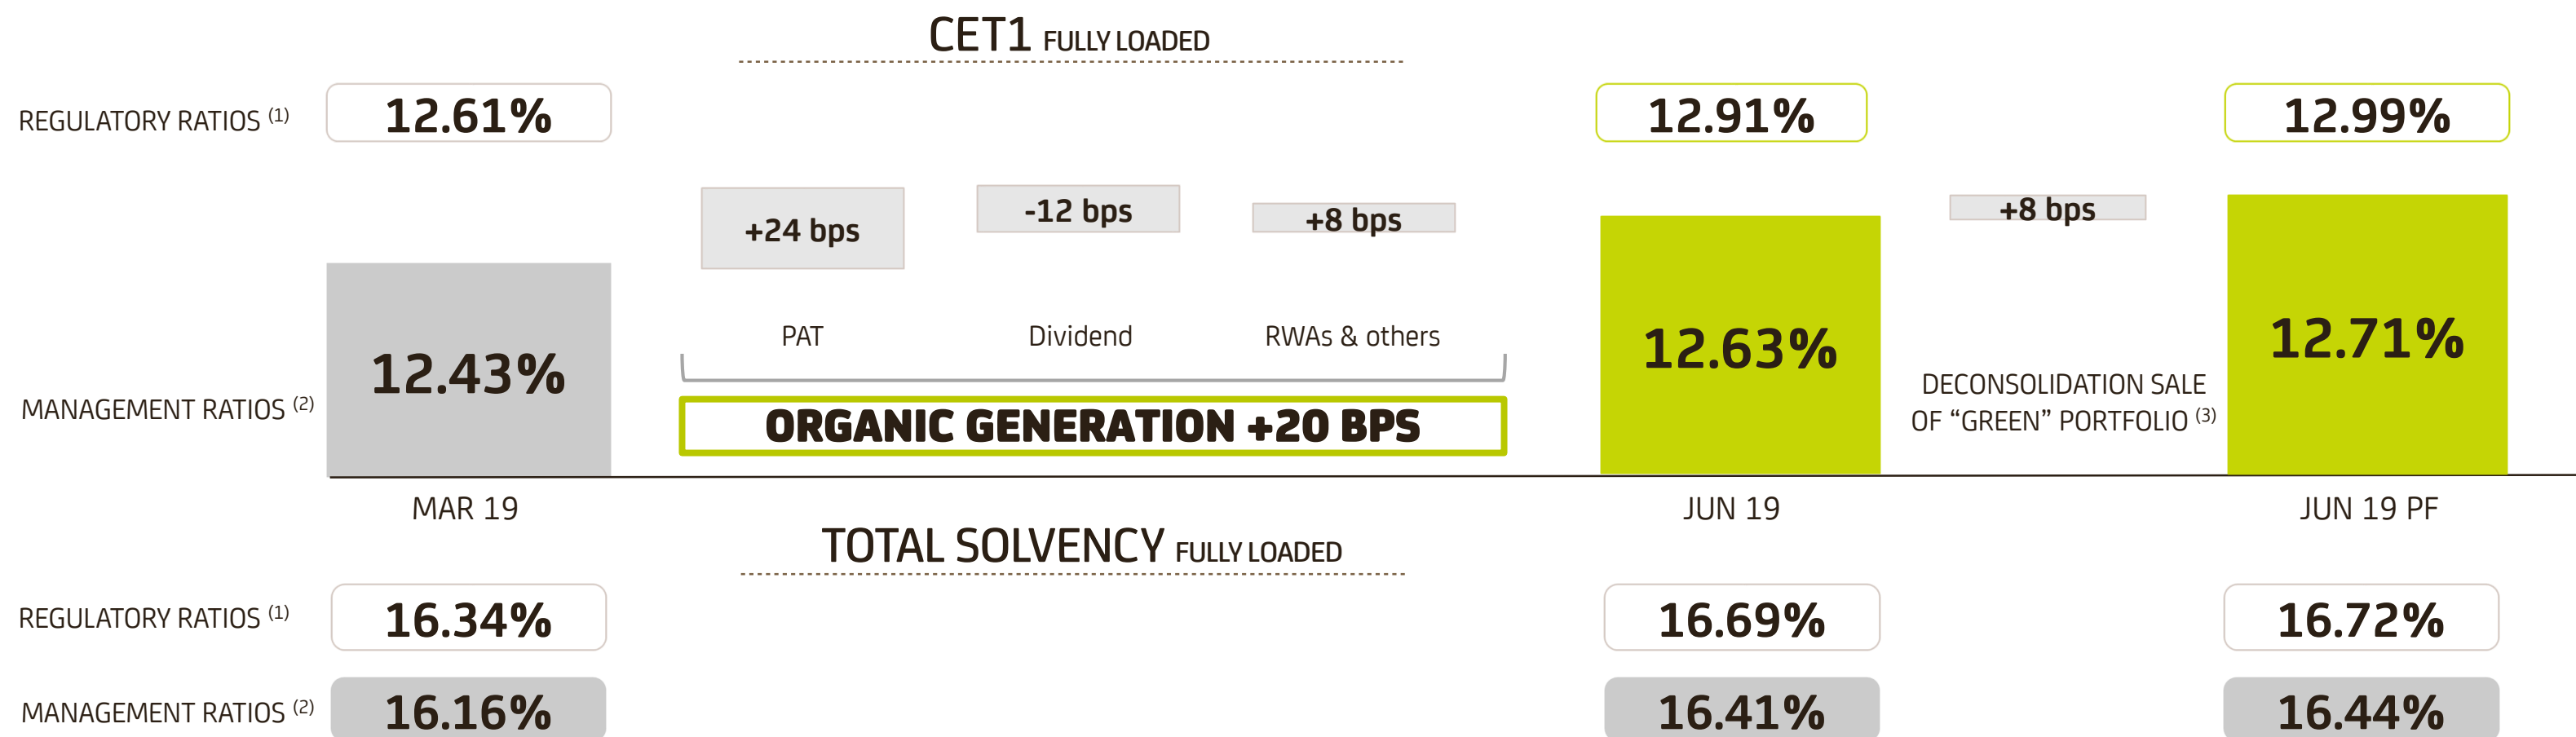 CET1 FULLY LOADED
REGULATORY RATIOS (1) 12.61% 12.91% 12.99%
+24 bps -12 bps +8 bps +8 bps
PAT Dividend RWAs & others
12.43% 12.63% 12.71%
MANAGEMENT RATIOS (2)
ORGANIC GENERATION +20 BPS
DECONSOLIDATION SALE
OF “GREEN” PORTFOLIO (3)
MAR 19 JUN 19 JUN 19 PF
TOTAL SOLVENCY FULLY LOADED
REGULATORY RATIOS (1) 16.34% 16.69% 16.72%
MANAGEMENT RATIOS (2) 16.16% 16.41% 16.44%